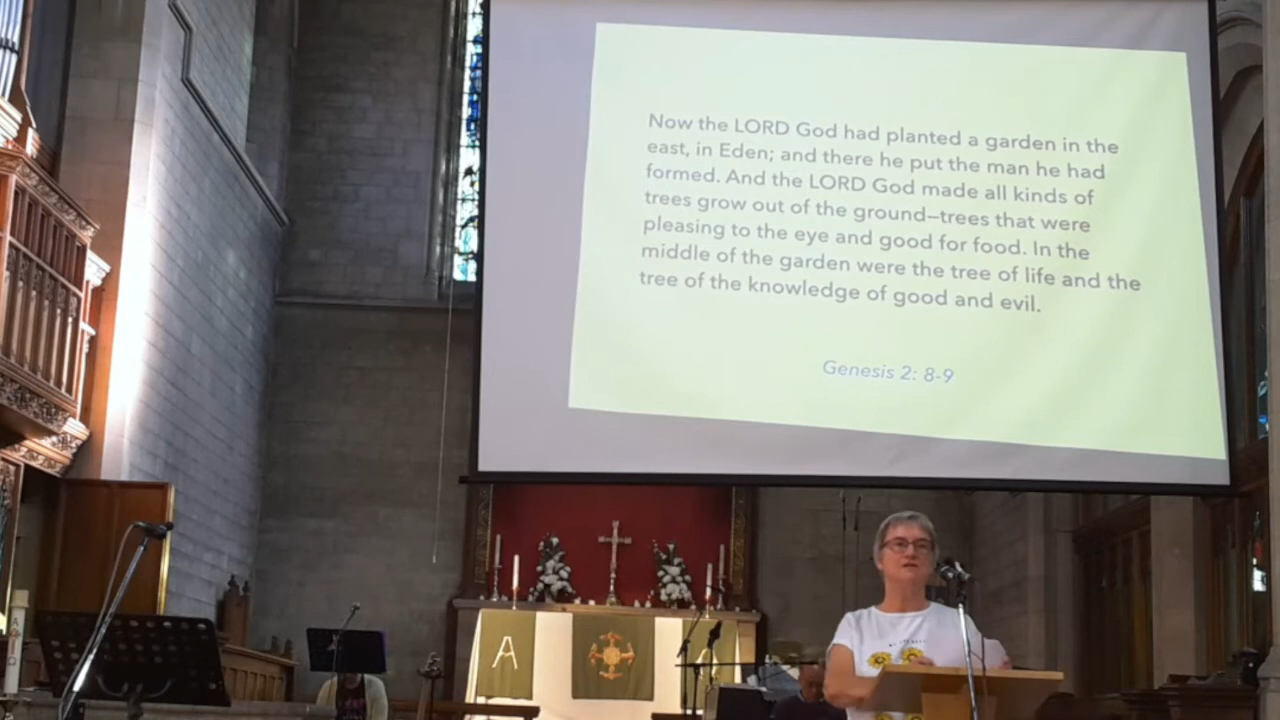 Now the LORD God had planted a garden in the
east, in Eden; and there he put the man he had
formed. And the LORD God made all kinds of
trees grow out of the ground—trees that were
pleasing to the eye and good for food. In the
middle of the garden were the tree of life and the
tree of the knowledge of good and evil.
Genesis 2: 8-9
A